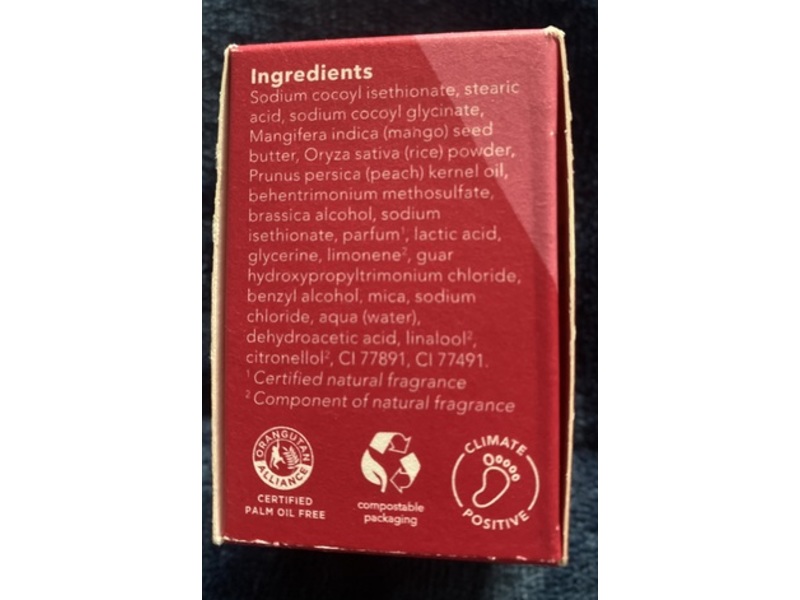 Ingredients
Sodium cocoyl isethionate, stearic
acid, sodium cocoyl glycinate,
Mangifera indica (mango) seed
butter, Oryza sativa (rice) powder,
Prunus persica (peach) kernel oil,
behentrimonium methosulfate,
brassica alcohol, sodium
isethionate, parfum¹, lactic acid,
glycerine, limonene², guar
hydroxypropyltrimonium chloride,
benzyl alcohol, mica, sodium
chloride, aqua (water),
dehydroacetic acid, linalool²,
citronellol², CI 77891, CI 77491.
¹ Certified natural fragrance
² Component of natural fragrance
ORANGUTAN
ALLIANCE
CERTIFIED
PALM OIL FREE
compostable
packaging
CLIMATE
POSITIVE